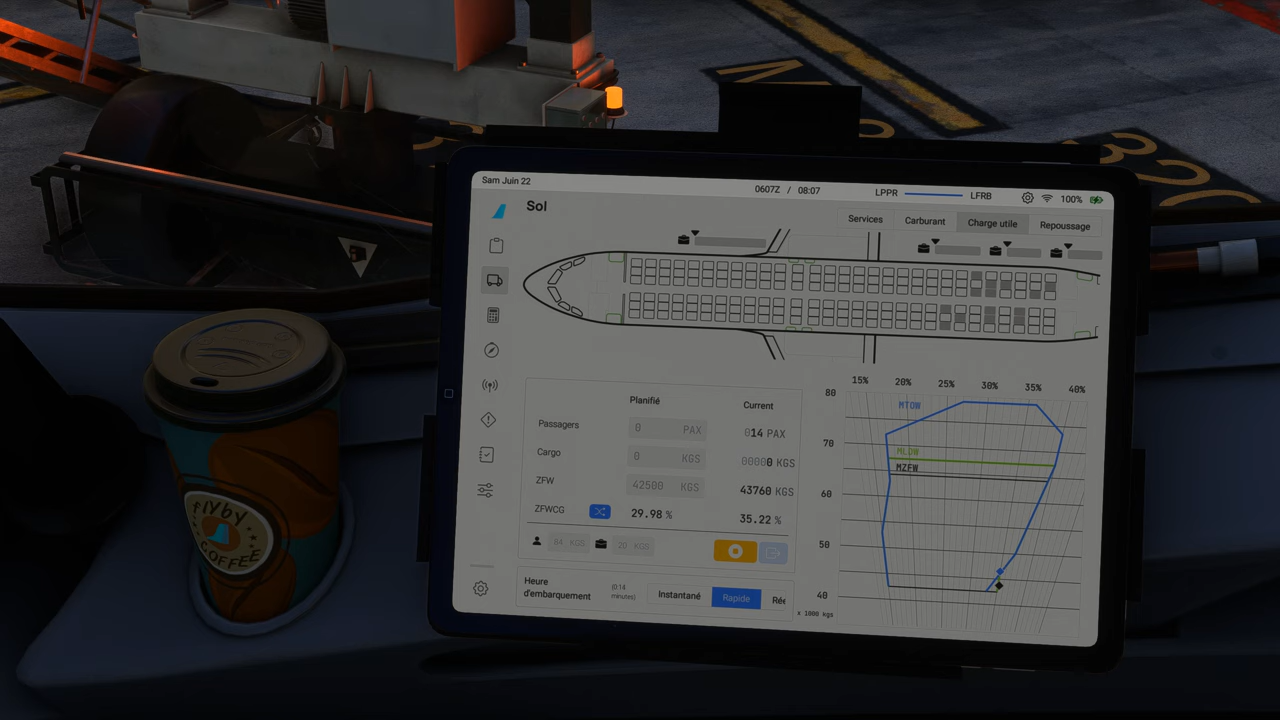 Sam Juin 22
0607Z / 08:07
LPPR
LFRB
100%
Sol
Services
Carburant
Charge utile
Repoussage
Planifié
Current
Passagers
0 PAX
014 PAX
Cargo
0 KGS
00000 KGS
ZFW
42500 KGS
43760 KGS
ZFWCG
29.98 %
35.22 %
84 KGS
20 KGS
Heure
d'embarquement
(0:14
minutes)
Instantané
Rapide
Rée
15% 20% 25% 30% 35% 40%
80
70
60
50
40
x 1000 kgs
MTOW
MLDW
MZFW
flyby
COFFEE
320